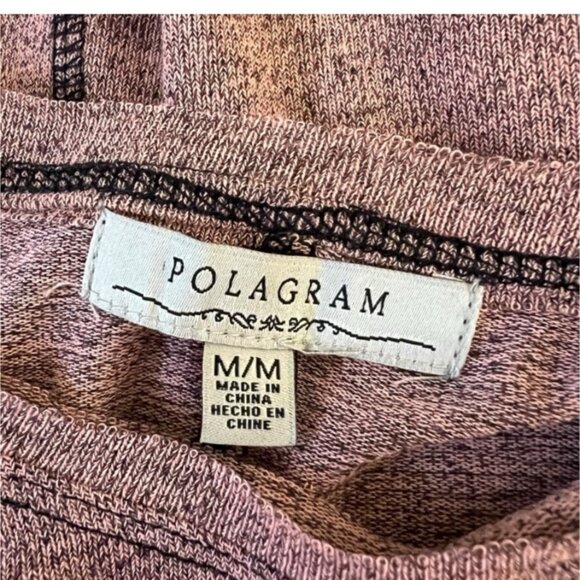 POLAGRAM
M/M
MADE IN
CHINA
HECHO EN
CHINE